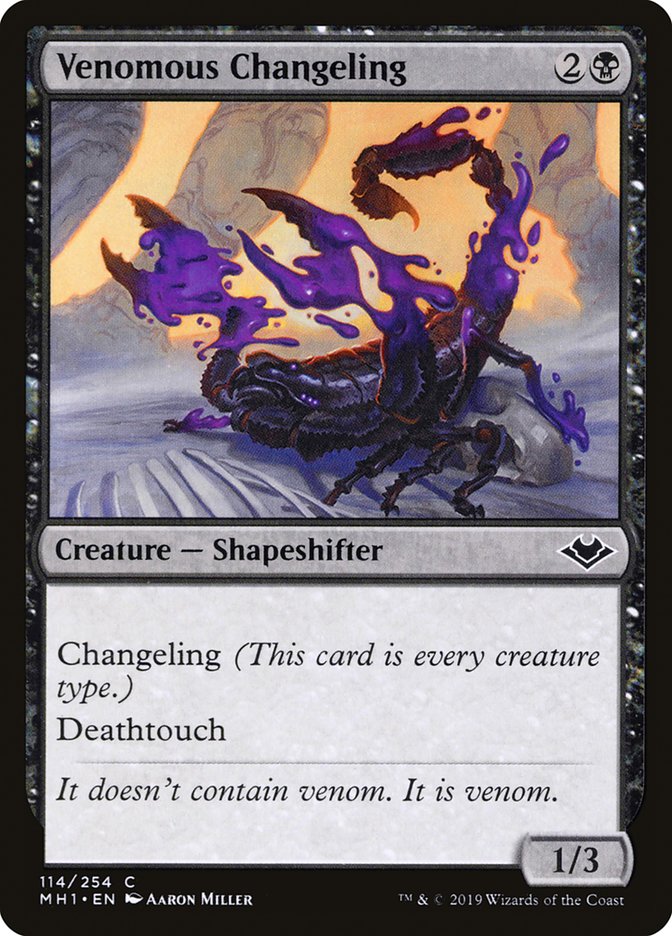 Venomous Changeling 2
Creature — Shapeshifter
Changeling (This card is every creature
type.)
Deathtouch
It doesn't contain venom. It is venom.
1/3
114/254 C
MH1 • EN Aaron Miller
™ & © 2019 Wizards of the Coast